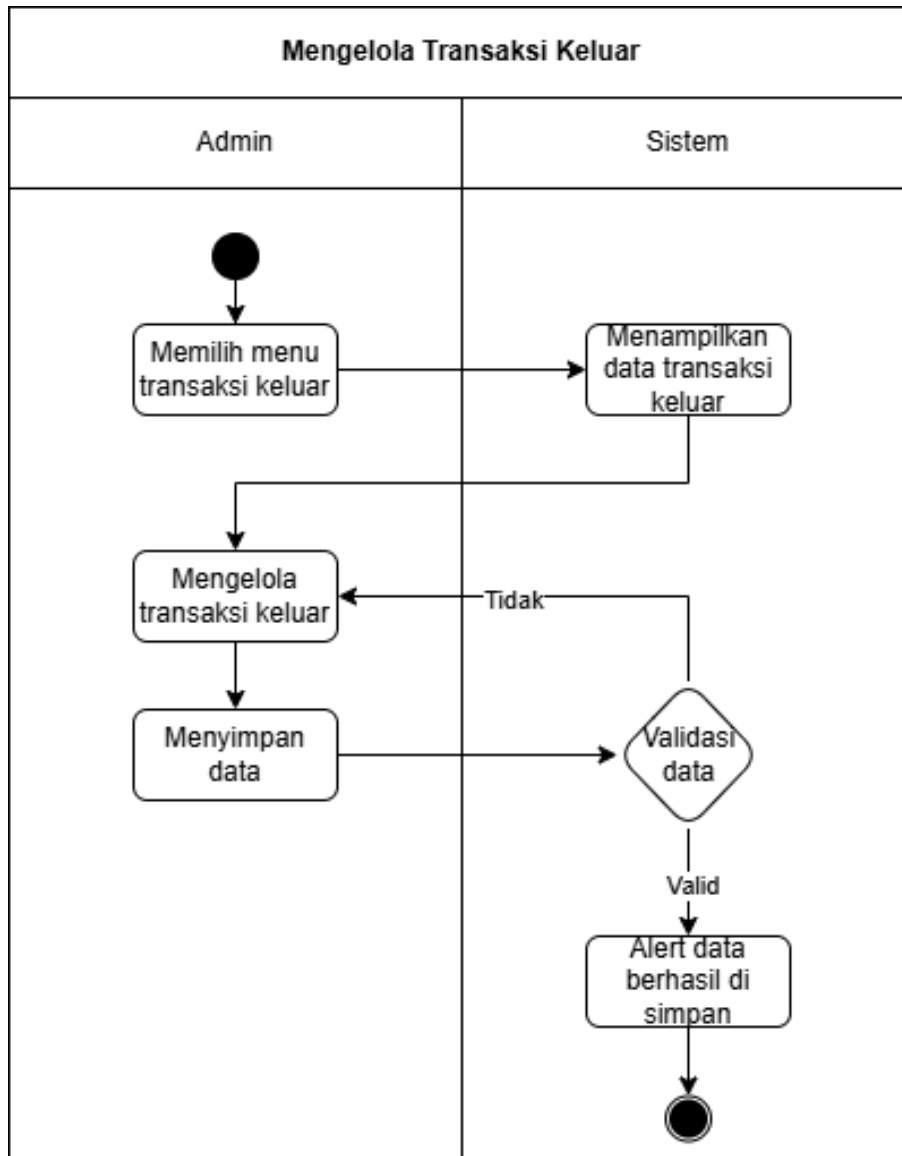 Mengelola Transaksi Keluar
Admin
Sistem
Memilih menu
transaksi keluar
Menampilkan
data transaksi
keluar
Mengelola
transaksi keluar
Tidak
Menyimpan
data
Validasi
data
Valid
Alert data
berhasil di
simpan